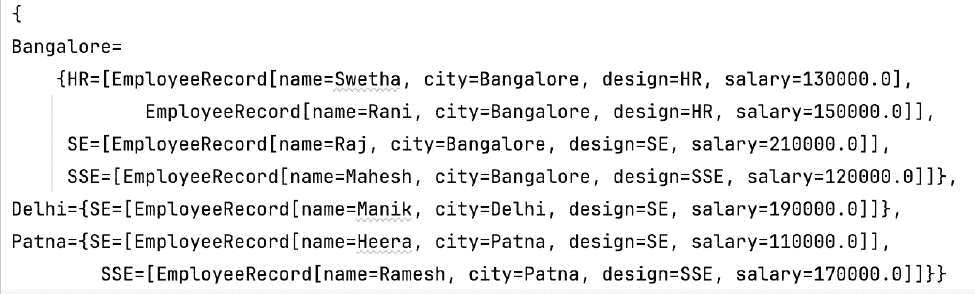 {
Bangalore=
{HR=[EmployeeRecord[name=Swetha, city=Bangalore, design=HR, salary=130000.0],
EmployeeRecord[name=Rani, city=Bangalore, design=HR, salary=150000.0]],
SE=[EmployeeRecord[name=Raj, city=Bangalore, design=SE, salary=210000.0]],
SSE=[EmployeeRecord[name=Mahesh, city=Bangalore, design=SSE, salary=120000.0]]},
Delhi={SE=[EmployeeRecord[name=Manik, city=Delhi, design=SE, salary=190000.0]]},
Patna={SE=[EmployeeRecord[name=Heera, city=Patna, design=SE, salary=110000.0]],
SSE=[EmployeeRecord[name=Ramesh, city=Patna, design=SSE, salary=170000.0]]}}